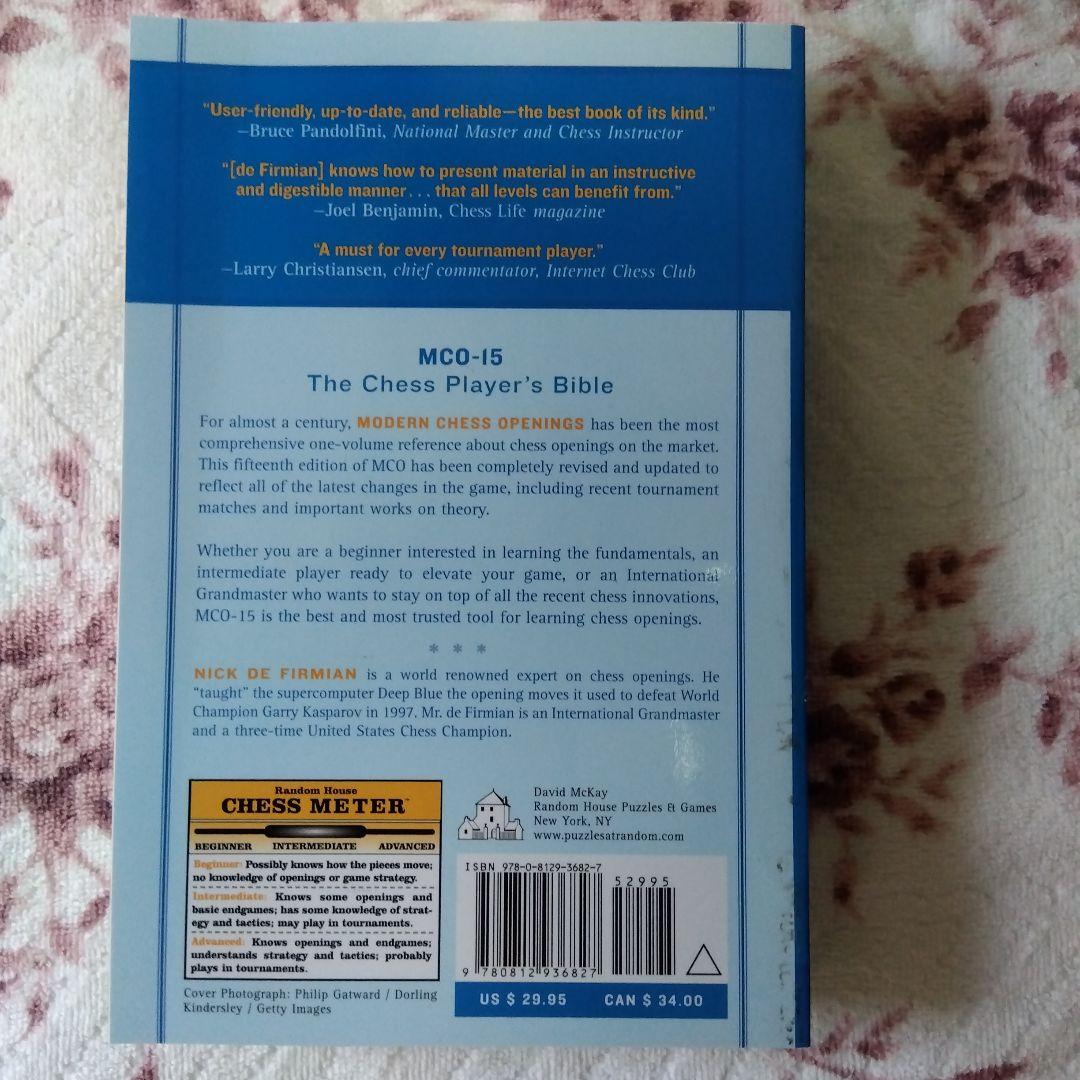 “User-friendly, up-to-date, and reliable—the best book of its kind.”
—Bruce Pandolfini, National Master and Chess Instructor
“[de Firmian] knows how to present material in an instructive
and digestible manner . . . that all levels can benefit from.”
—Joel Benjamin, Chess Life magazine
“A must for every tournament player.”
—Larry Christiansen, chief commentator, Internet Chess Club
MCO-15
The Chess Player’s Bible
For almost a century, MODERN CHESS OPENINGS has been the most
comprehensive one-volume reference about chess openings on the market.
This fifteenth edition of MCO has been completely revised and updated to
reflect all of the latest changes in the game, including recent tournament
matches and important works on theory.
Whether you are a beginner interested in learning the fundamentals, an
intermediate player ready to elevate your game, or an International
Grandmaster who wants to stay on top of all the recent chess innovations,
MCO-15 is the best and most trusted tool for learning chess openings.
* * *
NICK DE FIRMIAN is a world renowned expert on chess openings. He
“taught” the supercomputer Deep Blue the opening moves it used to defeat World
Champion Garry Kasparov in 1997. Mr. de Firmian is an International Grandmaster
and a three-time United States Chess Champion.
Random House
CHESS METER™
BEGINNER INTERMEDIATE ADVANCED
Beginner: Possibly knows how the pieces move;
no knowledge of openings or game strategy.
Intermediate: Knows some openings and
basic endgames; has some knowledge of strat-
egy and tactics; may play in tournaments.
Advanced: Knows openings and endgames;
understands strategy and tactics; probably
plays in tournaments.
Cover Photograph: Philip Gatward / Dorling
Kindersley / Getty Images
David McKay
Random House Puzzles & Games
New York, NY
www.puzzlesatrandom.com
ISBN 978-0-8129-3682-7
52995
9 780812 936827
US $ 29.95 CAN $ 34.00